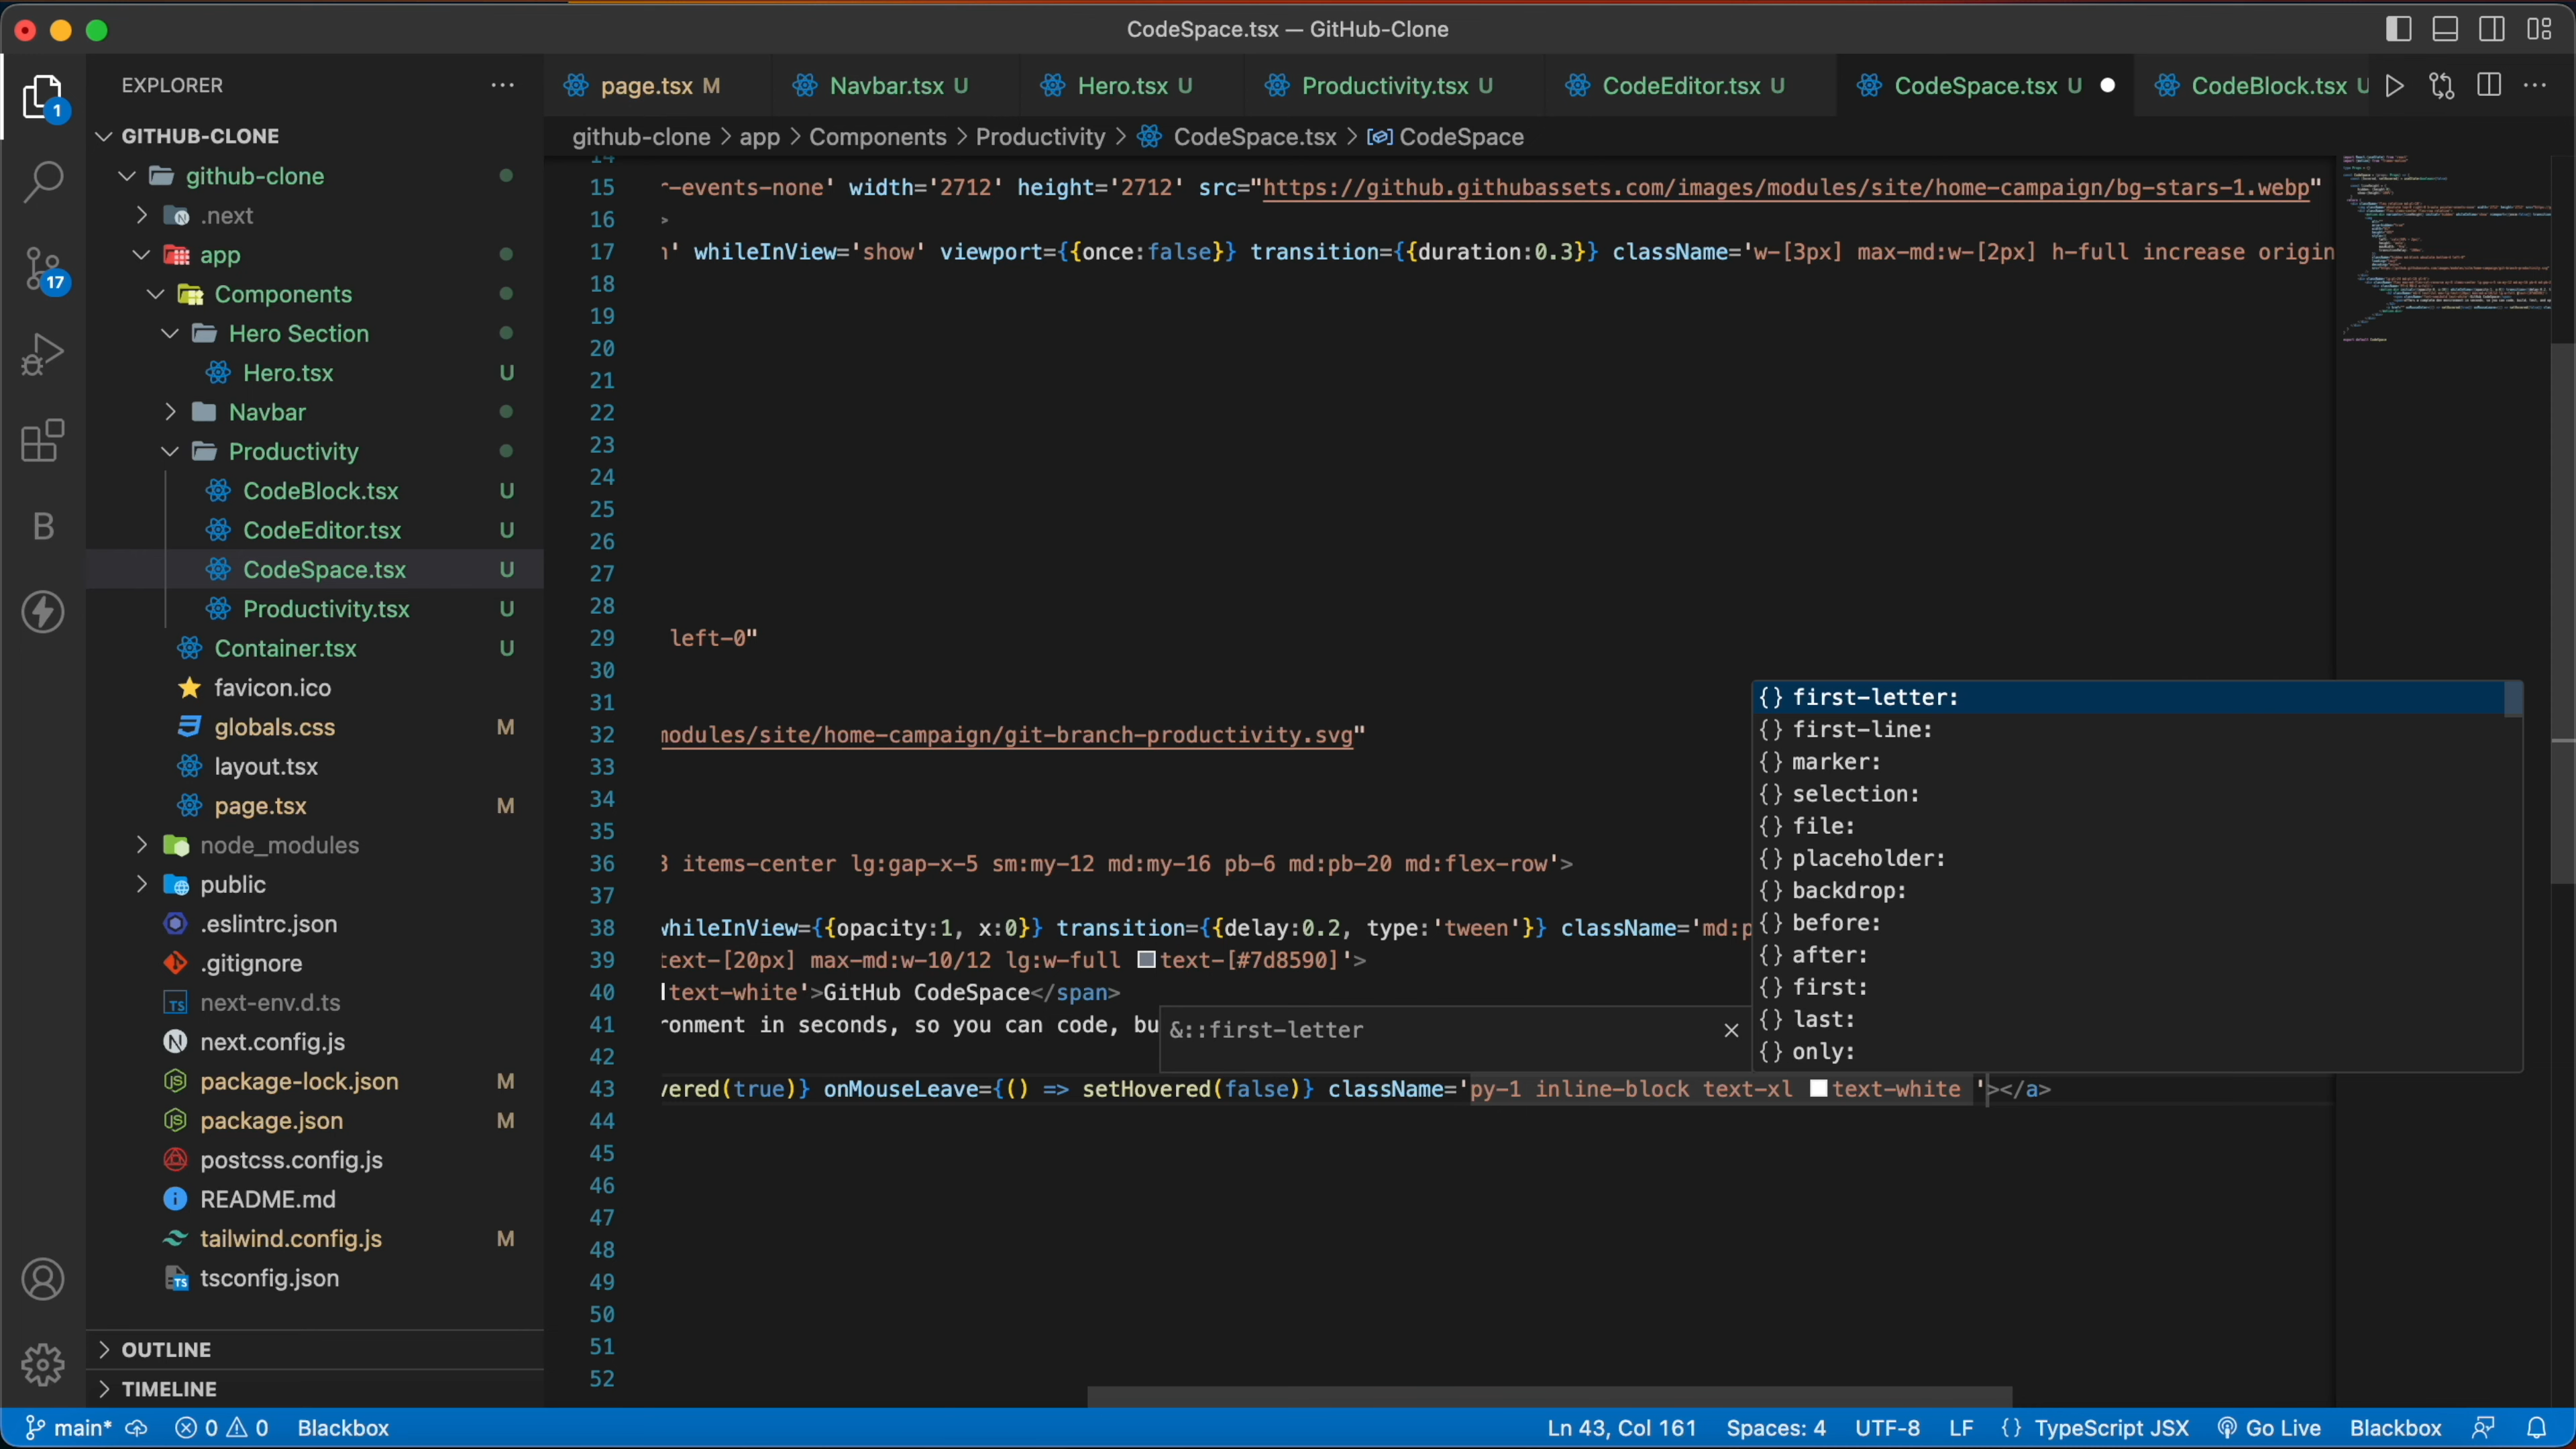 CodeSpace.tsx — GitHub-Clone
EXPLORER
1
17
B
GITHUB-CLONE
github-clone
.next
app
Components
Hero Section
Hero.tsx U
Navbar
Productivity
CodeBlock.tsx U
CodeEditor.tsx U
CodeSpace.tsx U
Productivity.tsx U
Container.tsx U
favicon.ico
globals.css M
layout.tsx
page.tsx M
node_modules
public
.eslintrc.json
.gitignore
next-env.d.ts
next.config.js
package-lock.json M
package.json M
postcss.config.js
README.md
tailwind.config.js M
tsconfig.json
OUTLINE
TIMELINE
page.tsx M Navbar.tsx U Hero.tsx U Productivity.tsx U CodeEditor.tsx U CodeSpace.tsx U CodeBlock.tsx U
github-clone > app > Components > Productivity > CodeSpace.tsx > CodeSpace
14
15 r-events-none' width='2712' height='2712' src="https://github.githubassets.com/images/modules/site/home-campaign/bg-stars-1.webp"
16 >
17 n' whileInView='show' viewport={{once:false}} transition={{duration:0.3}} className='w-[3px] max-md:w-[2px] h-full increase origin
18
19
20
21
22
23
24
25
26
27
28
29 left-0"
30
31
32 modules/site/home-campaign/git-branch-productivity.svg"
33
34
35
36 3 items-center lg:gap-x-5 sm:my-12 md:my-16 pb-6 md:pb-20 md:flex-row'>
37
38 whileInView={{opacity:1, x:0}} transition={{delay:0.2, type:'tween'}} className='md:p
39 text-[20px] max-md:w-10/12 lg:w-full text-[#7d8590]'>
40 text-white'>GitHub CodeSpace</span>
41 ronment in seconds, so you can code, bu
42
43 vered(true)} onMouseLeave={() => setHovered(false)} className='py-1 inline-block text-xl text-white '></a>
44
45
46
47
48
49
50
51
52
&::first-letter
{} first-letter:
{} first-line:
{} marker:
{} selection:
{} file:
{} placeholder:
{} backdrop:
{} before:
{} after:
{} first:
{} last:
{} only:
main* 0 0 Blackbox Ln 43, Col 161 Spaces: 4 UTF-8 LF {} TypeScript JSX Go Live Blackbox